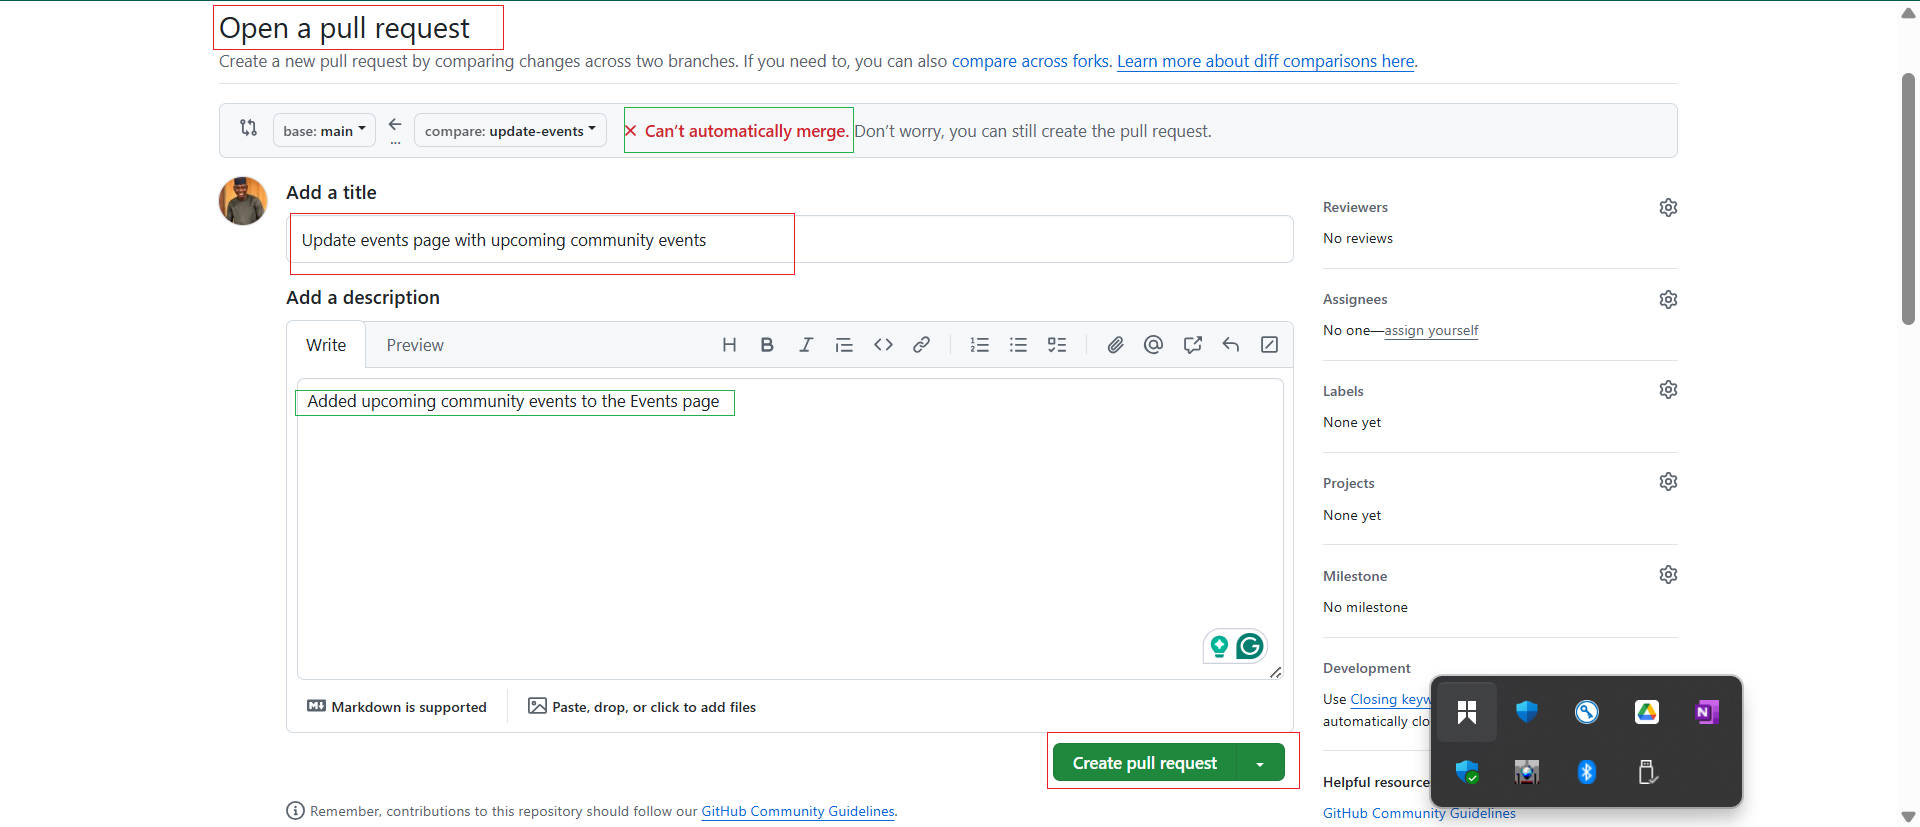 Open a pull request
Create a new pull request by comparing changes across two branches. If you need to, you can also compare across forks. Learn more about diff comparisons here.
base: main
...
compare: update-events
Can't automatically merge. Don't worry, you can still create the pull request.
Add a title
Update events page with upcoming community events
Add a description
Write
Preview
Added upcoming community events to the Events page
Markdown is supported
Paste, drop, or click to add files
Create pull request
Remember, contributions to this repository should follow our GitHub Community Guidelines.
Reviewers
No reviews
Assignees
No one—assign yourself
Labels
None yet
Projects
None yet
Milestone
No milestone
Development
Use Closing keyw
automatically clo
Helpful resource
GitHub Community Guidelines